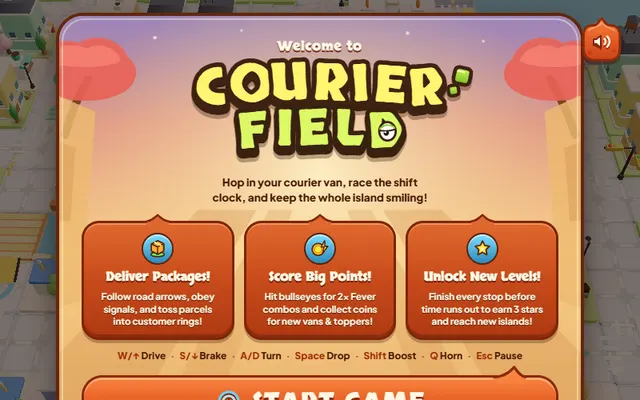 Welcome to
COURIER
FIELD
Hop in your courier van, race the shift
clock, and keep the whole island smiling!
Deliver Packages!
Follow road arrows, obey
signals, and toss parcels
into customer rings!
Score Big Points!
Hit bullseyes for 2x Fever
combos and collect coins
for new vans & toppers!
Unlock New Levels!
Finish every stop before
time runs out to earn 3 stars
and reach new islands!
W/↑ Drive · S/↓ Brake · A/D Turn · Space Drop · Shift Boost · Q Horn · Esc Pause
START GAME